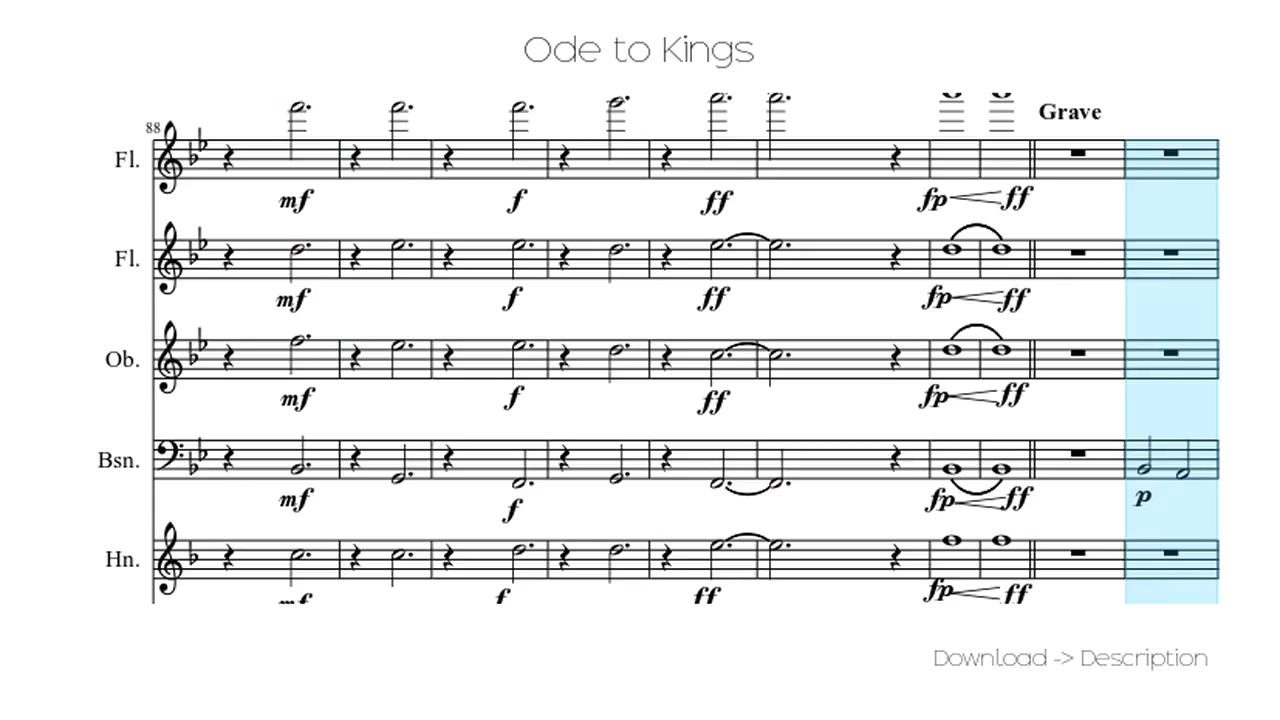 Ode to Kings
88
Grave
Fl.
mf f ff fp ff
Fl.
mf f ff fp ff
Ob.
mf f ff fp ff
Bsn.
mf f fp ff p
Hn.
mf f ff fp ff
Download -> Description